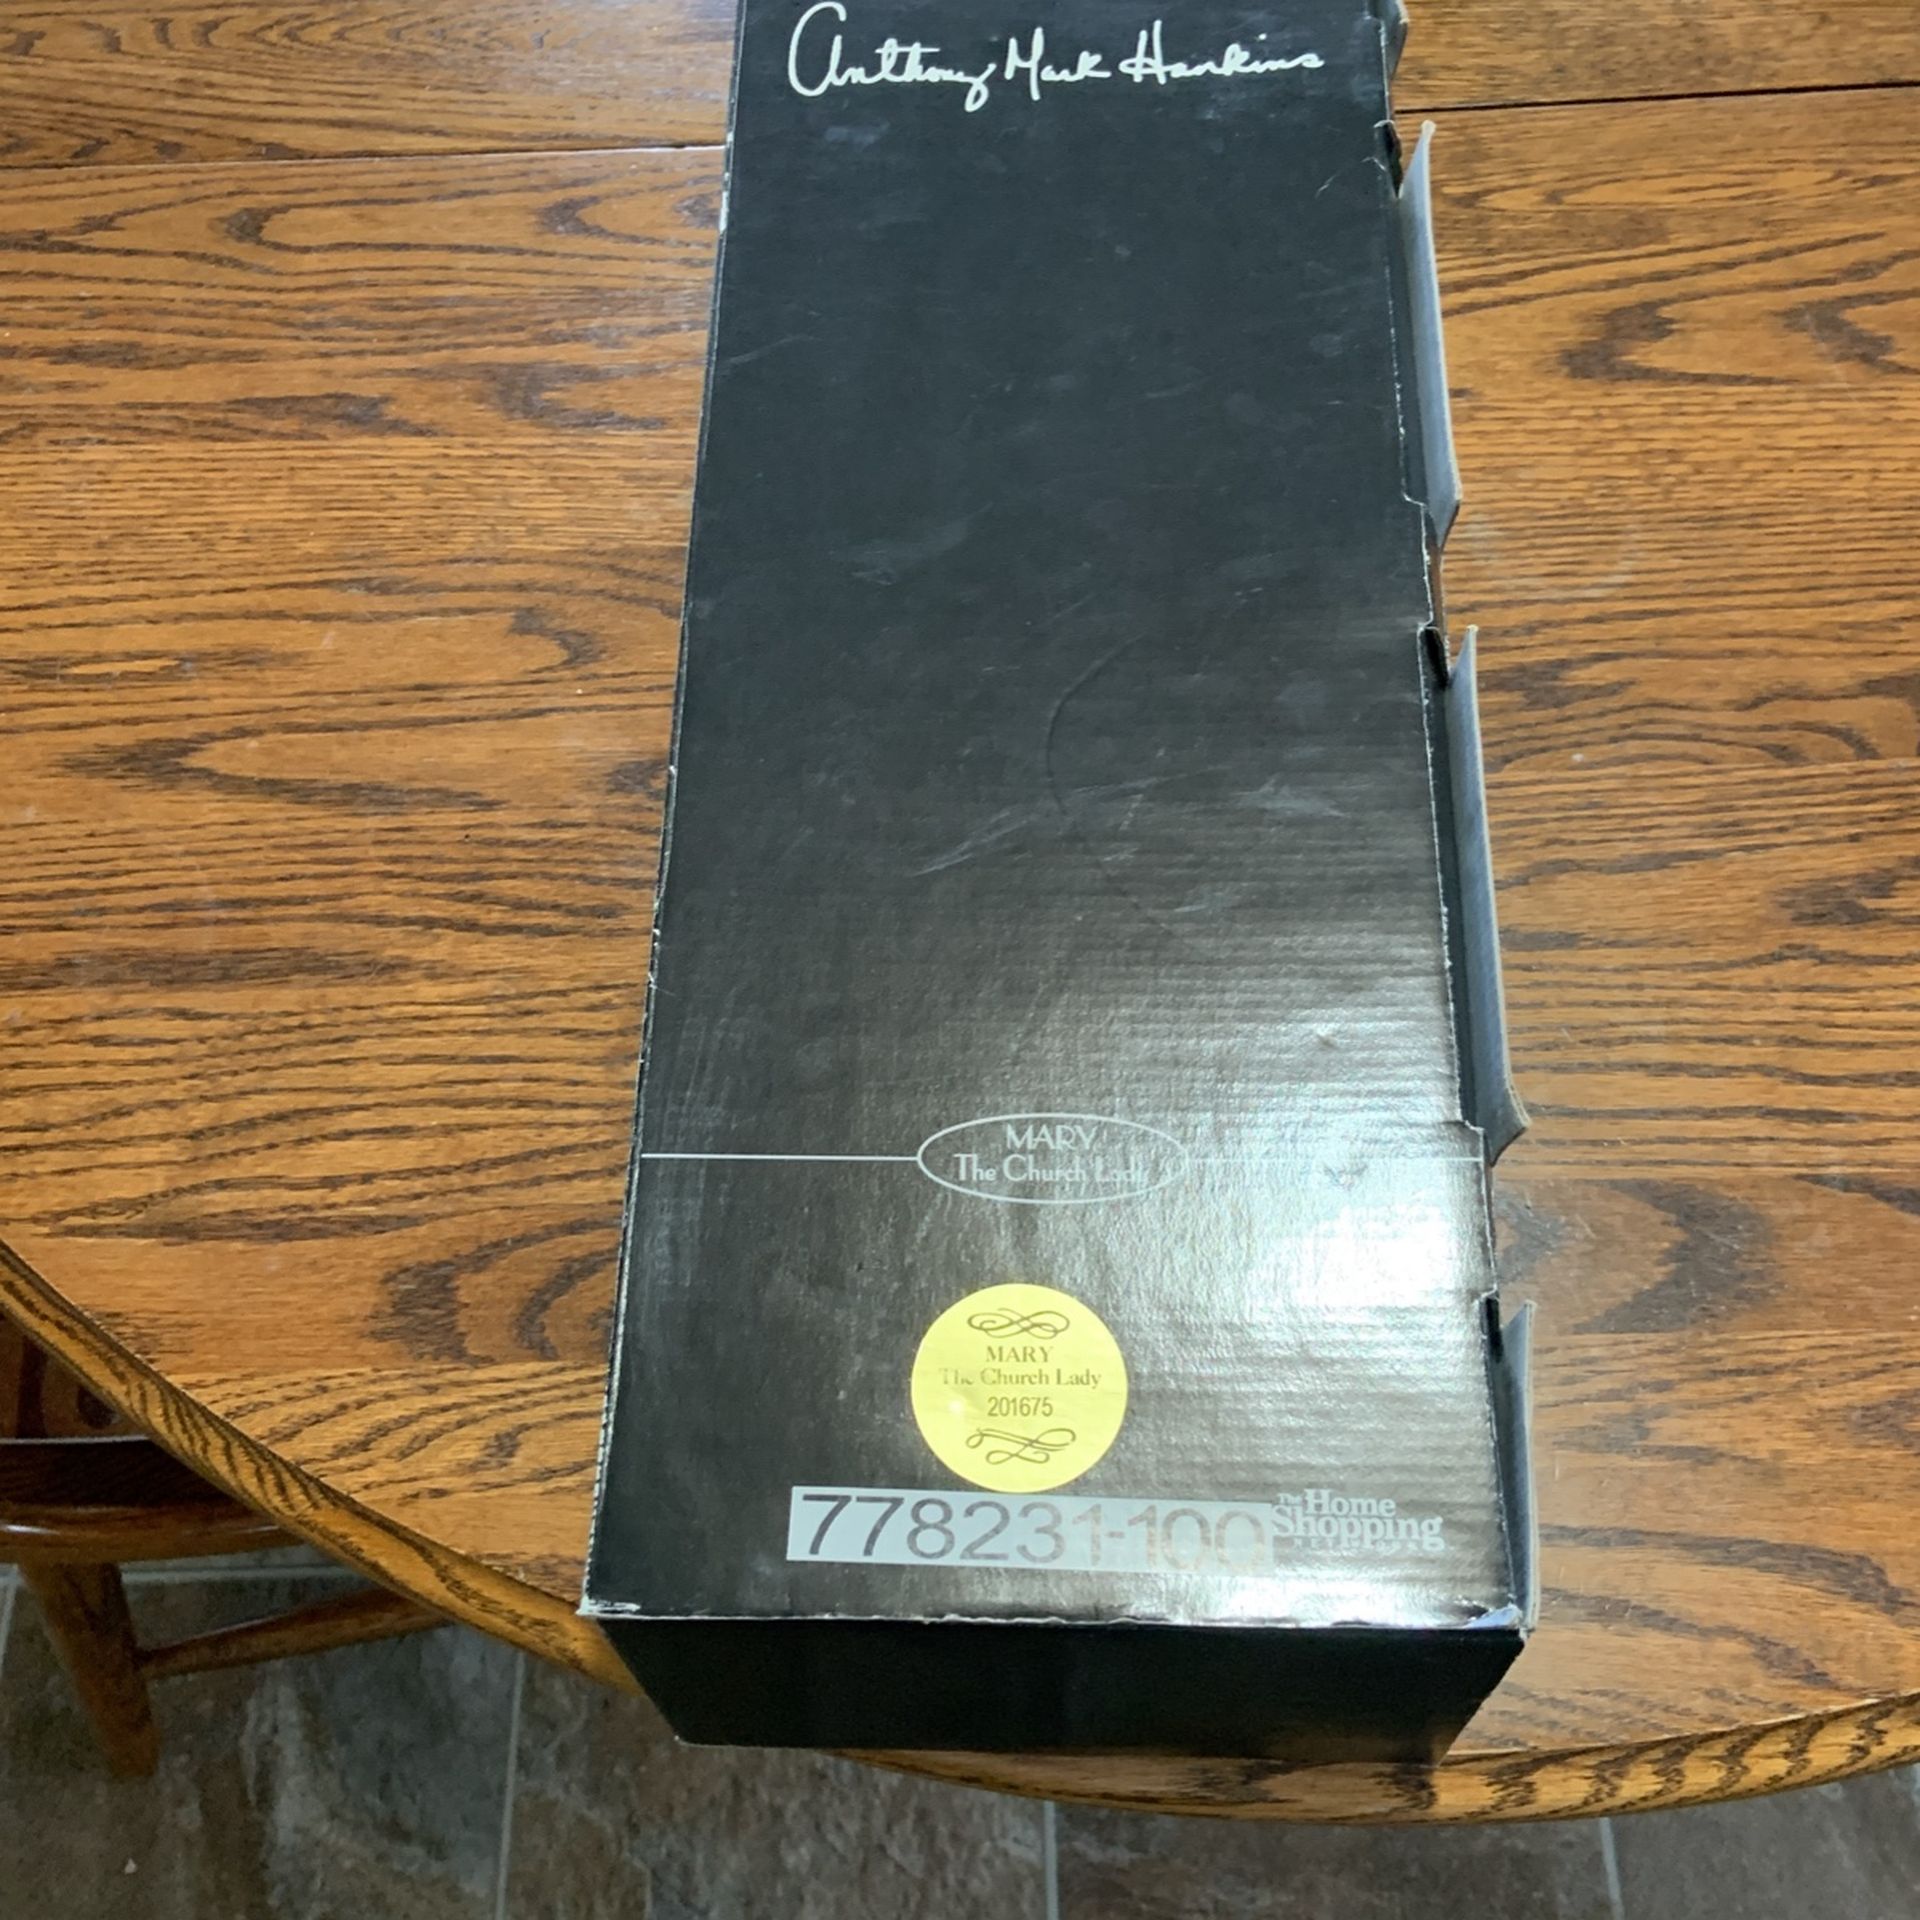 Anthony Mark Hankins
MARY
The Church Lady
MARY
The Church Lady
201675
778231-100
The Home
Shopping